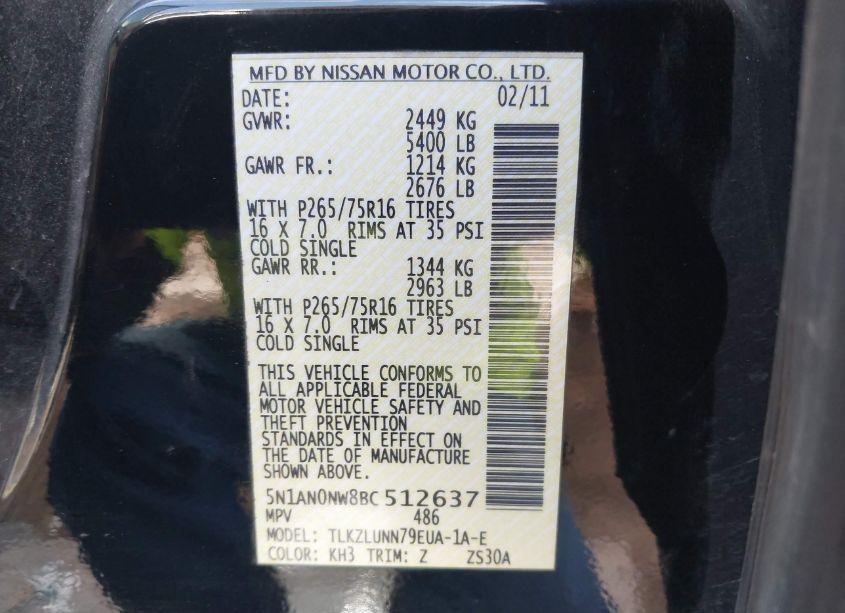 MFD BY NISSAN MOTOR CO., LTD.
DATE: 02/11
GVWR: 2449 KG
5400 LB
GAWR FR.: 1214 KG
2676 LB
WITH P265/75R16 TIRES
16 X 7.0 RIMS AT 35 PSI
COLD SINGLE
GAWR RR.: 1344 KG
2963 LB
WITH P265/75R16 TIRES
16 X 7.0 RIMS AT 35 PSI
COLD SINGLE
THIS VEHICLE CONFORMS TO
ALL APPLICABLE FEDERAL
MOTOR VEHICLE SAFETY AND
THEFT PREVENTION
STANDARDS IN EFFECT ON
THE DATE OF MANUFACTURE
SHOWN ABOVE.
5N1AN0NW8BC512637
MPV 486
MODEL: TLKZLUNN79EUA-1A-E
COLOR: KH3 TRIM: Z ZS30A